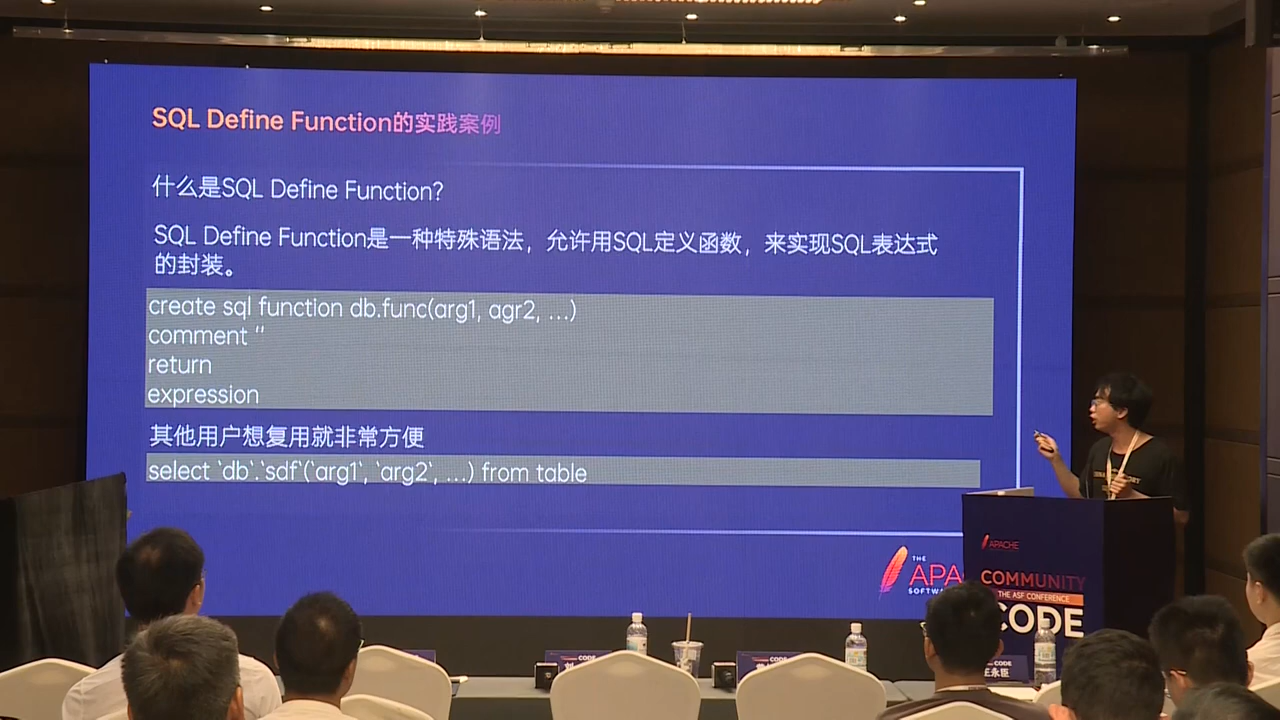 SQL Define Function的实践案例
什么是SQL Define Function?
SQL Define Function是一种特殊语法，允许用SQL定义函数，来实现SQL表达式
的封装。
create sql function db.func(arg1, agr2, ...)
comment ''
return
expression
其他用户想复用就非常方便
select `db`.`sdf`(`arg1`, `arg2`, ...) from table
THE
APA
SOFTWA
APACHE
COMMUNITY
THE ASF CONFERENCE
CODE
CODE
王永臣